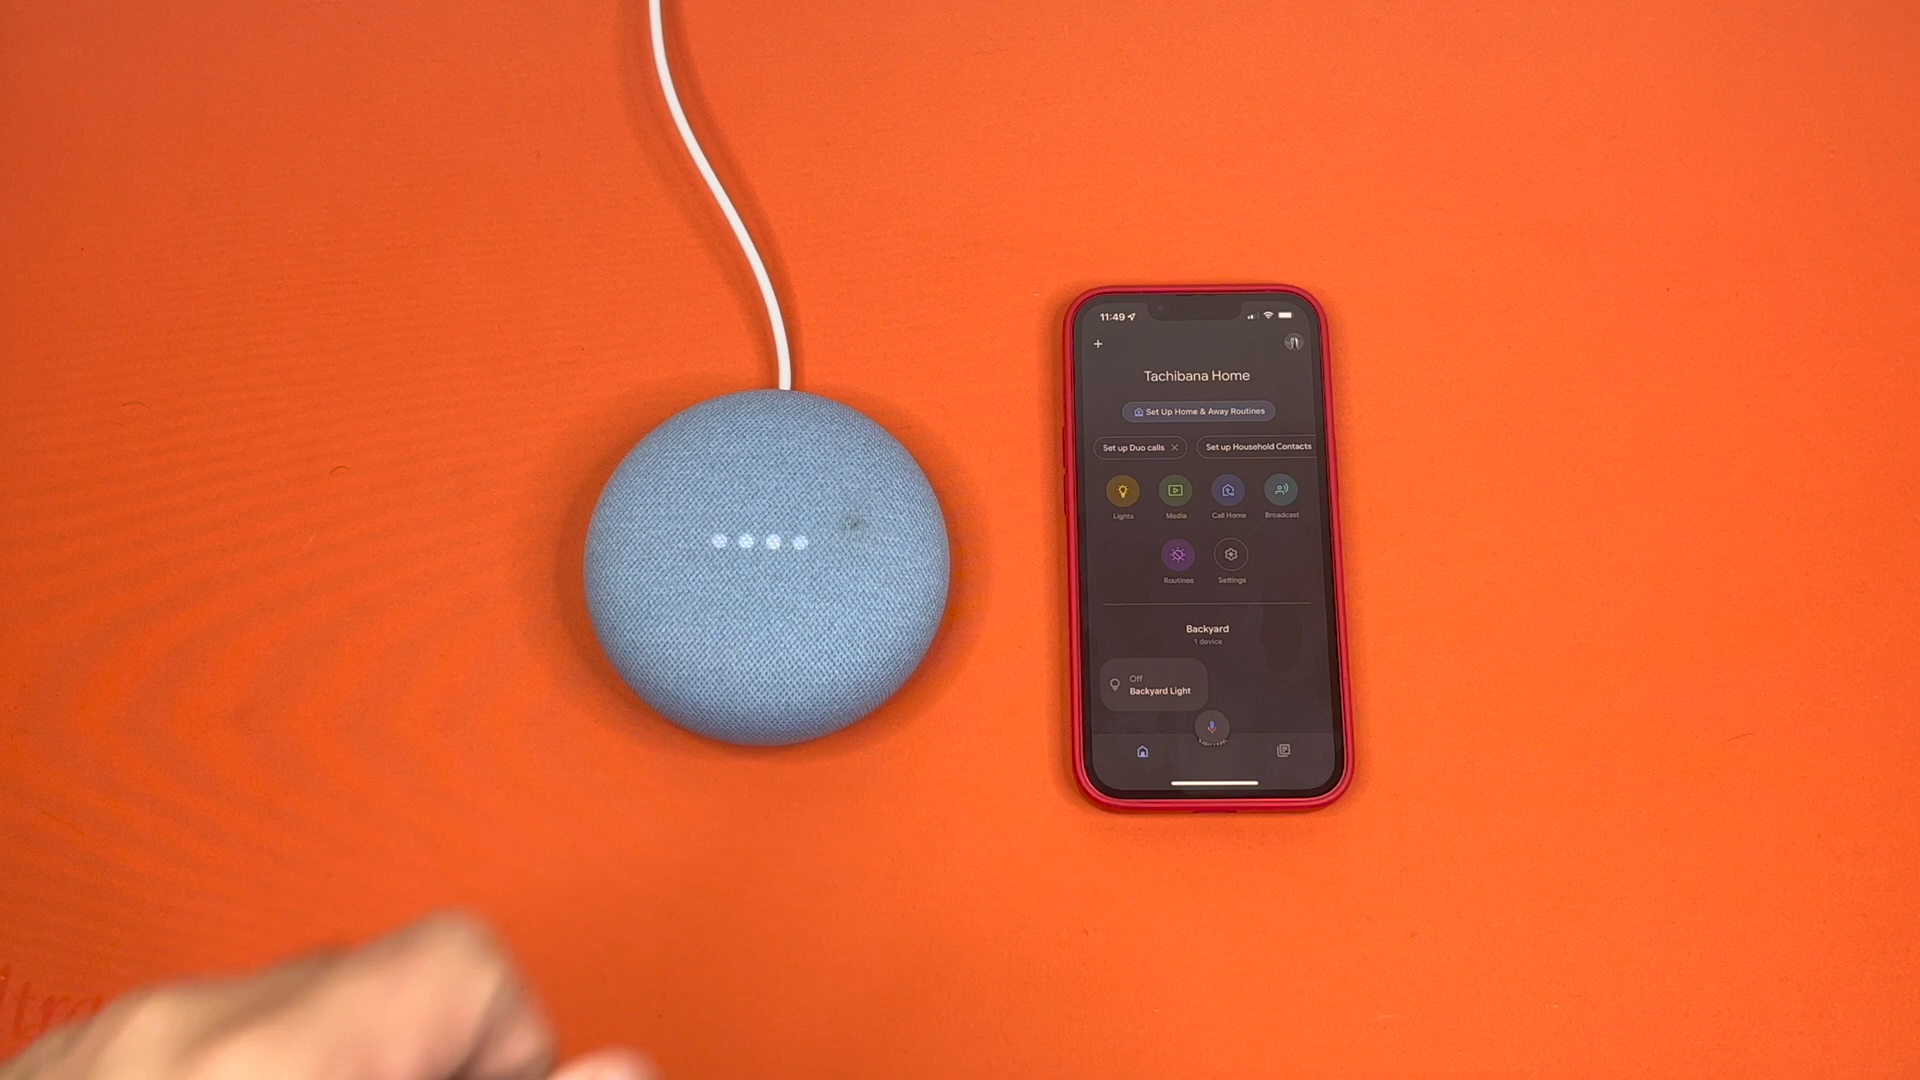 11:49
Tachibana Home
Set Up Home & Away Routines
Set up Duo calls
Set up Household Contacts
Lights
Media
Call Home
Broadcast
Routines
Settings
Backyard
1 device
Off
Backyard Light